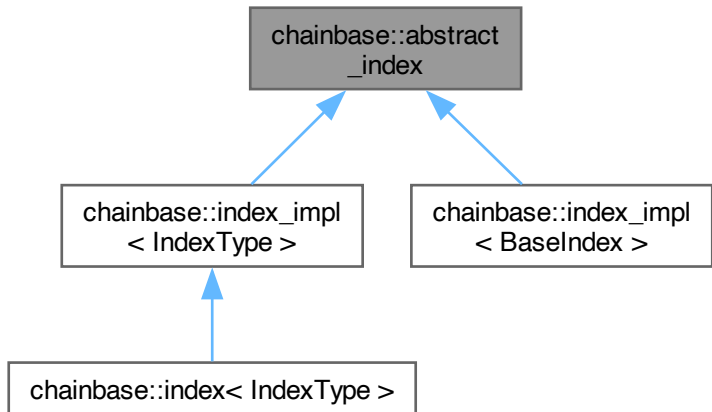 chainbase::abstract
_index
chainbase::index_impl
< IndexType >
chainbase::index_impl
< BaseIndex >
chainbase::index< IndexType >